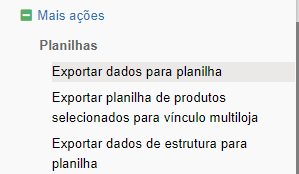 Mais ações
Planilhas
Exportar dados para planilha
Exportar planilha de produtos
selecionados para vínculo multiloja
Exportar dados de estrutura para
planilha